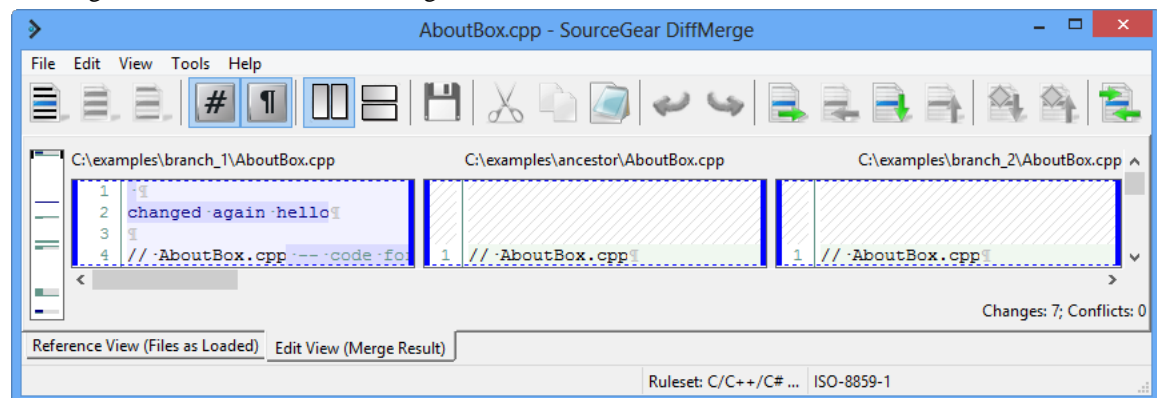 AboutBox.cpp - SourceGear DiffMerge
File Edit View Tools Help
# ¶
C:\examples\branch_1\AboutBox.cpp C:\examples\ancestor\AboutBox.cpp C:\examples\branch_2\AboutBox.cpp
1 ·¶
2 changed·again·hello¶
3 ¶
4 //·AboutBox.cpp·--·code·for 1 //·AboutBox.cpp¶ 1 //·AboutBox.cpp¶
Changes: 7; Conflicts: 0
Reference View (Files as Loaded) Edit View (Merge Result)
Ruleset: C/C++/C# ... ISO-8859-1